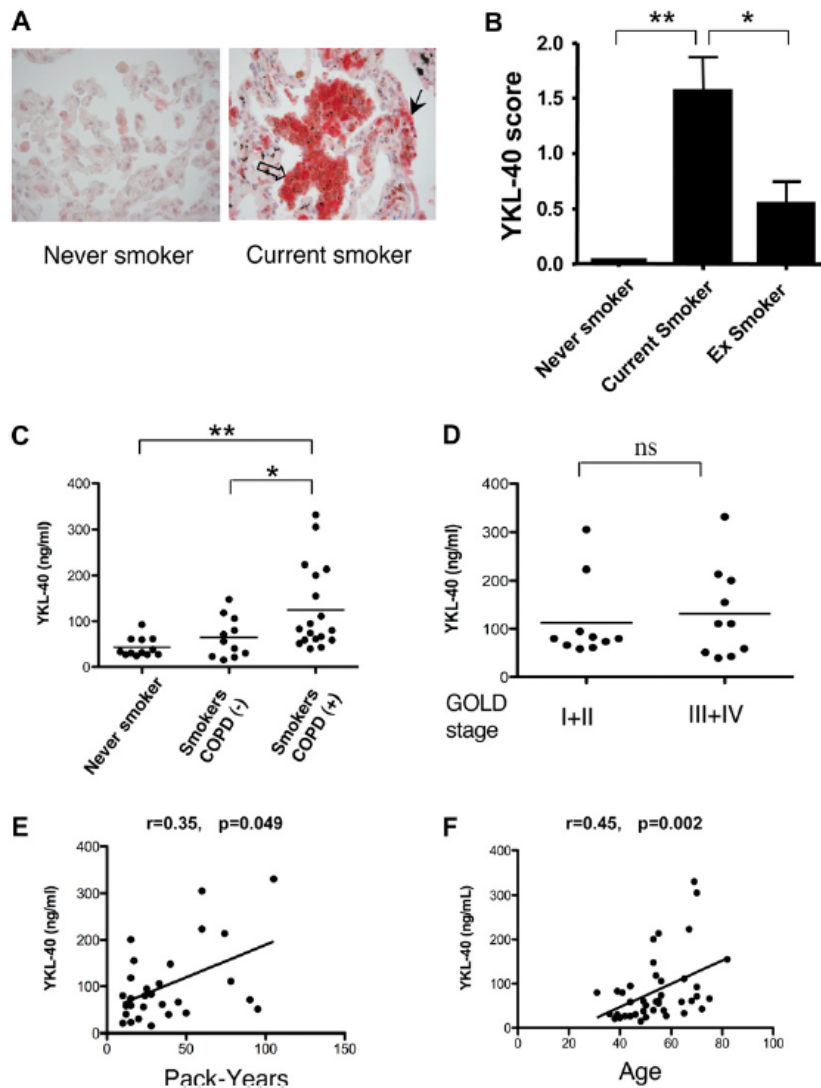 A
Never smoker Current smoker
B
** *
YKL-40 score
2.0
1.5
1.0
0.5
0.0
Never smoker Current Smoker Ex Smoker
C
**
*
YKL-40 (ng/ml)
400
300
200
100
0
Never smoker
Smokers
COPD (-)
Smokers
COPD (+)
D
ns
YKL-40 (ng/ml)
400
300
200
100
0
GOLD
stage
I+II III+IV
E
r=0.35, p=0.049
YKL-40 (ng/ml)
400
300
200
100
0
0 50 100 150
Pack-Years
F
r=0.45, p=0.002
YKL-40 (ng/mL)
400
300
200
100
0
0 20 40 60 80 100
Age